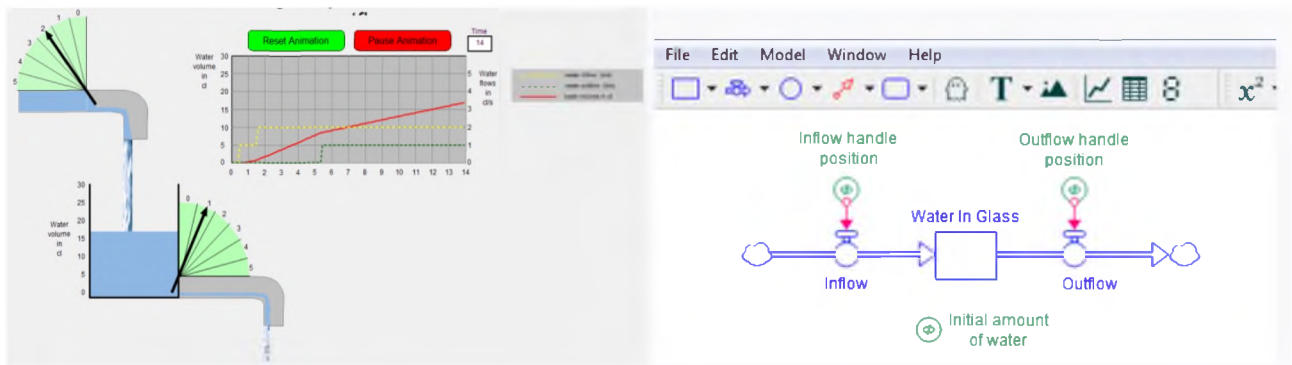 0
1
2
3
4
5
Reset Animation
Pause Animation
Time
14
Water
volume
in
cl
30
25
20
15
10
5
0
5
4
3
2
1
0
Water
flows
in
cl/s
0 1 2 3 4 5 6 7 8 9 10 11 12 13 14
30
25
20
15
10
5
0
Water
volume
in
cl
0
1
2
3
4
5
File Edit Model Window Help
T
8
x²
Inflow handle
position
Outflow handle
position
Water In Glass
Inflow
Outflow
Initial amount
of water